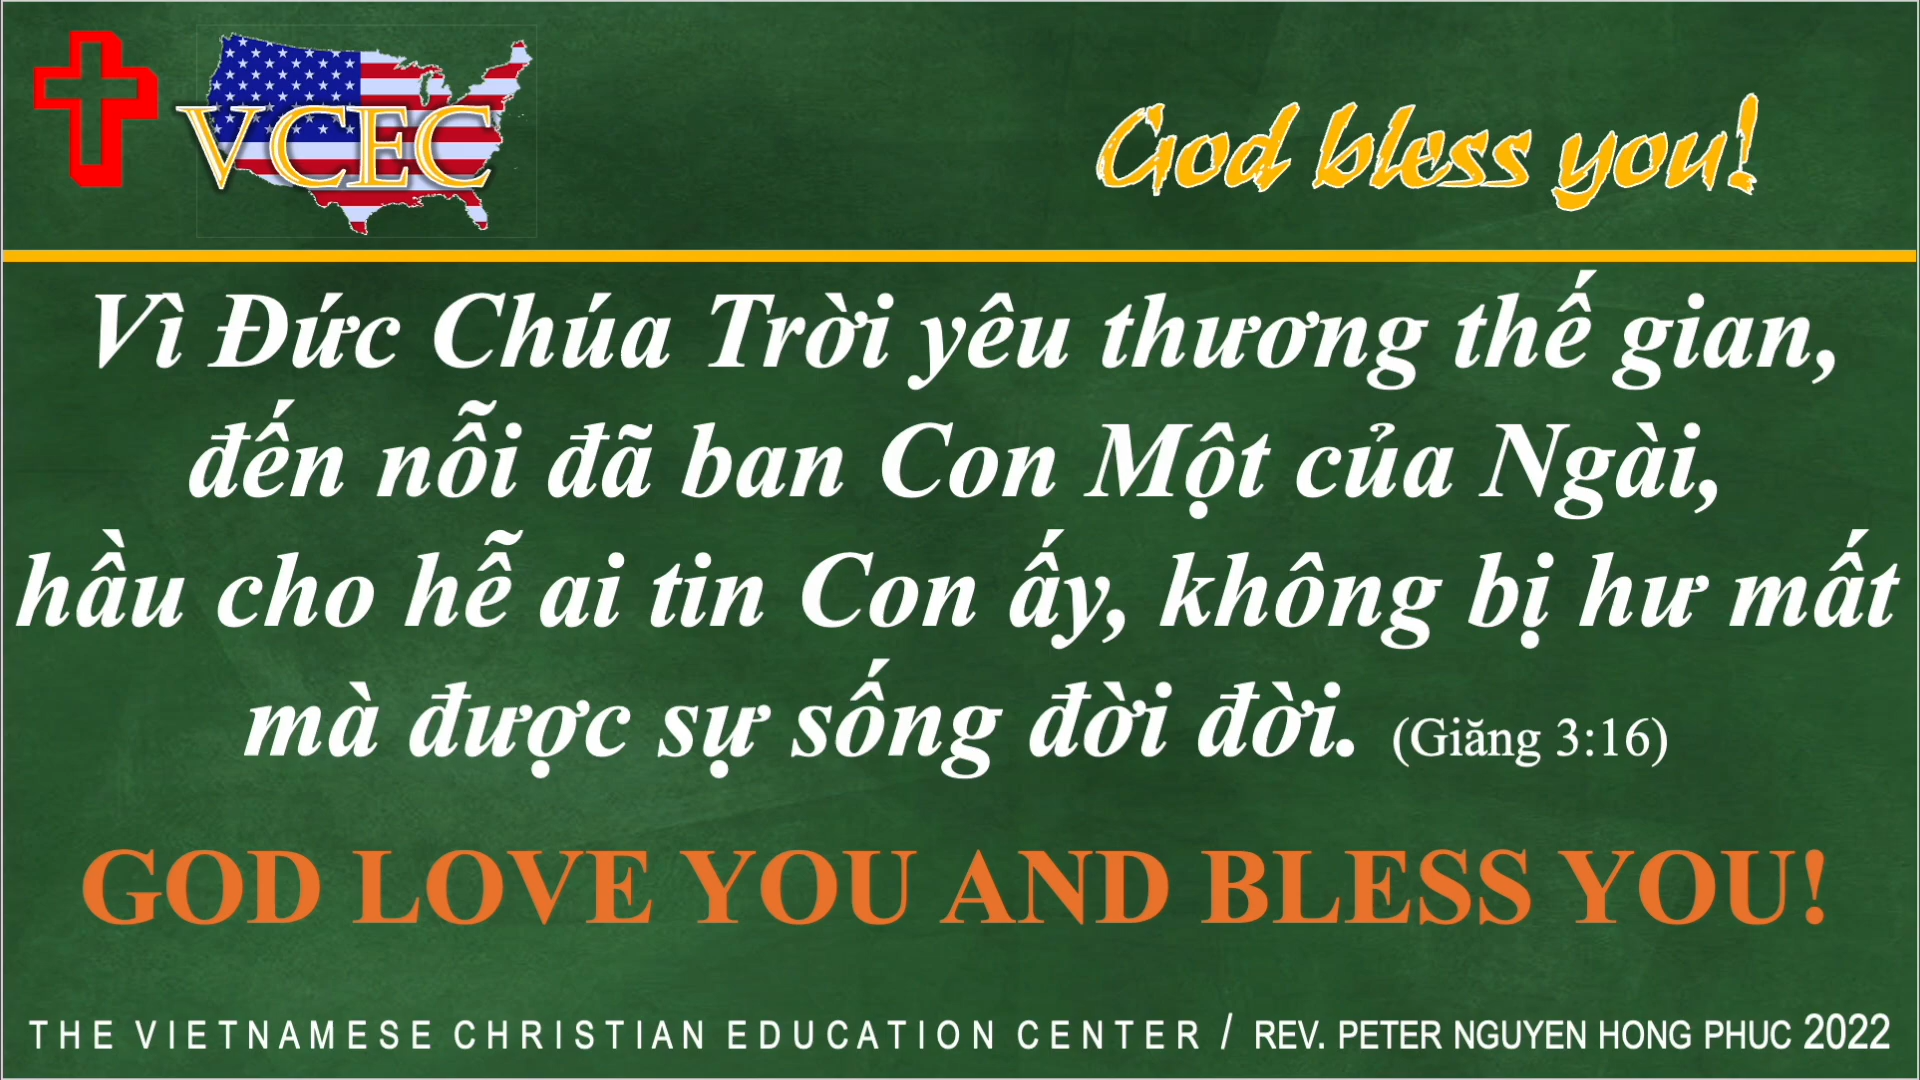 VCEC
God bless you!
Vì Đức Chúa Trời yêu thương thế gian,
đến nỗi đã ban Con Một của Ngài,
hầu cho hễ ai tin Con ấy, không bị hư mất
mà được sự sống đời đời. (Giăng 3:16)
GOD LOVE YOU AND BLESS YOU!
THE VIETNAMESE CHRISTIAN EDUCATION CENTER / REV. PETER NGUYEN HONG PHUC 2022